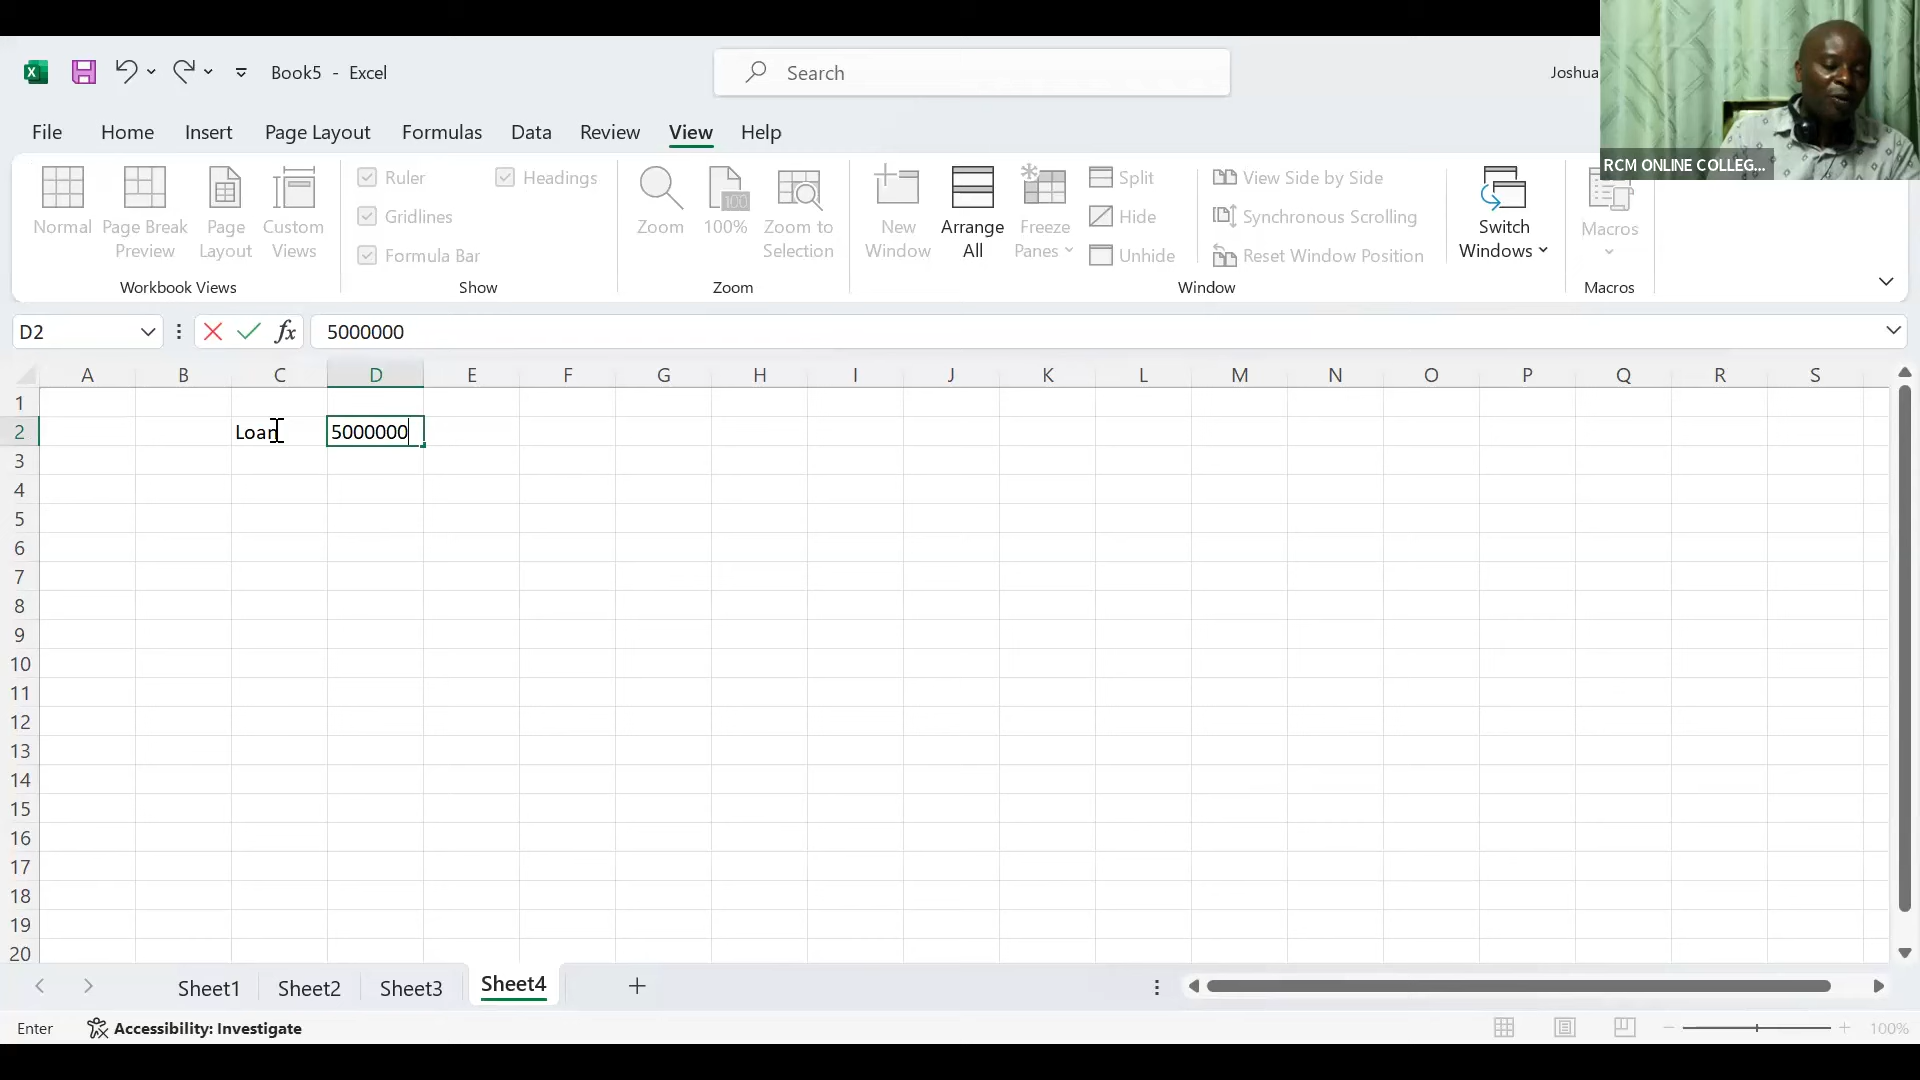 Book5 - Excel
Search
Joshua
RCM ONLINE COLLEG...
File Home Insert Page Layout Formulas Data Review View Help
Normal
Page Break Preview
Page Layout
Custom Views
Workbook Views
Ruler
Headings
Gridlines
Formula Bar
Show
Zoom
100
100%
Zoom to Selection
Zoom
New Window
Arrange All
Freeze Panes
Split
Hide
Unhide
View Side by Side
Synchronous Scrolling
Reset Window Position
Window
Switch Windows
Macros
Macros
D2
fx
5000000
A B C D E F G H I J K L M N O P Q R S
1
2 Loan 5000000
3
4
5
6
7
8
9
10
11
12
13
14
15
16
17
18
19
20
Sheet1 Sheet2 Sheet3 Sheet4 +
Enter
Accessibility: Investigate
100%